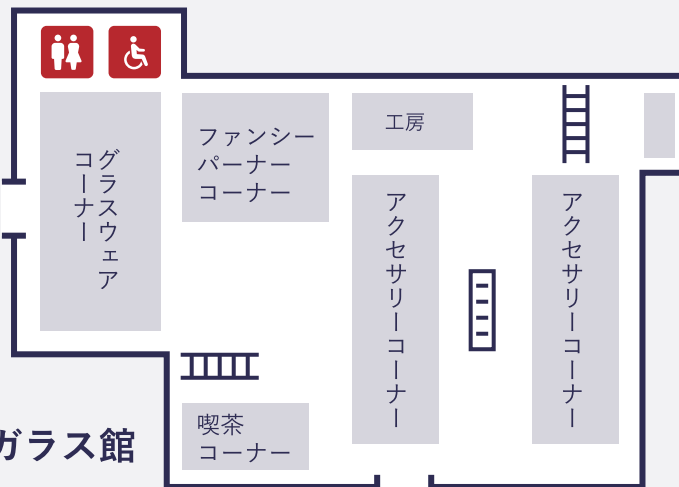 グラスウェア
コーナー
ファンシー
バーナー
コーナー
工房
アクセサリーコーナー
アクセサリーコーナー
喫茶
コーナー
ガラス館